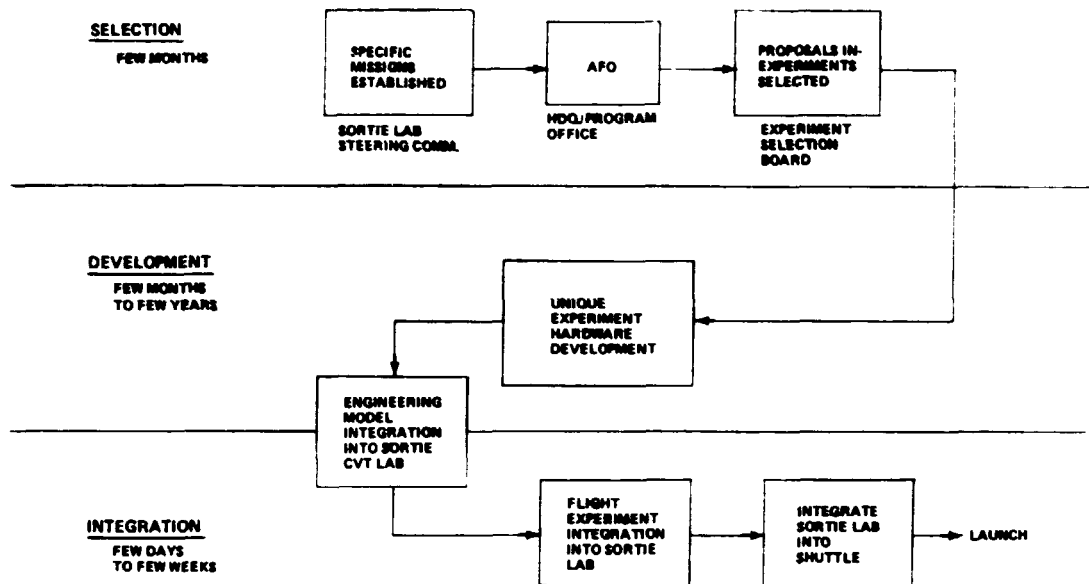 SELECTION
FEW MONTHS
SPECIFIC
MISSIONS
ESTABLISHED
SORTIE LAB
STEERING COMM.
AFO
HDQ/PROGRAM
OFFICE
PROPOSALS IN-
EXPERIMENTS
SELECTED
EXPERIMENT
SELECTION
BOARD
DEVELOPMENT
FEW MONTHS
TO FEW YEARS
UNIQUE
EXPERIMENT
HARDWARE
DEVELOPMENT
ENGINEERING
MODEL
INTEGRATION
INTO SORTIE
CVT LAB
INTEGRATION
FEW DAYS
TO FEW WEEKS
FLIGHT
EXPERIMENT
INTEGRATION
INTO SORTIE
LAB
INTEGRATE
SORTIE LAB
INTO
SHUTTLE
LAUNCH